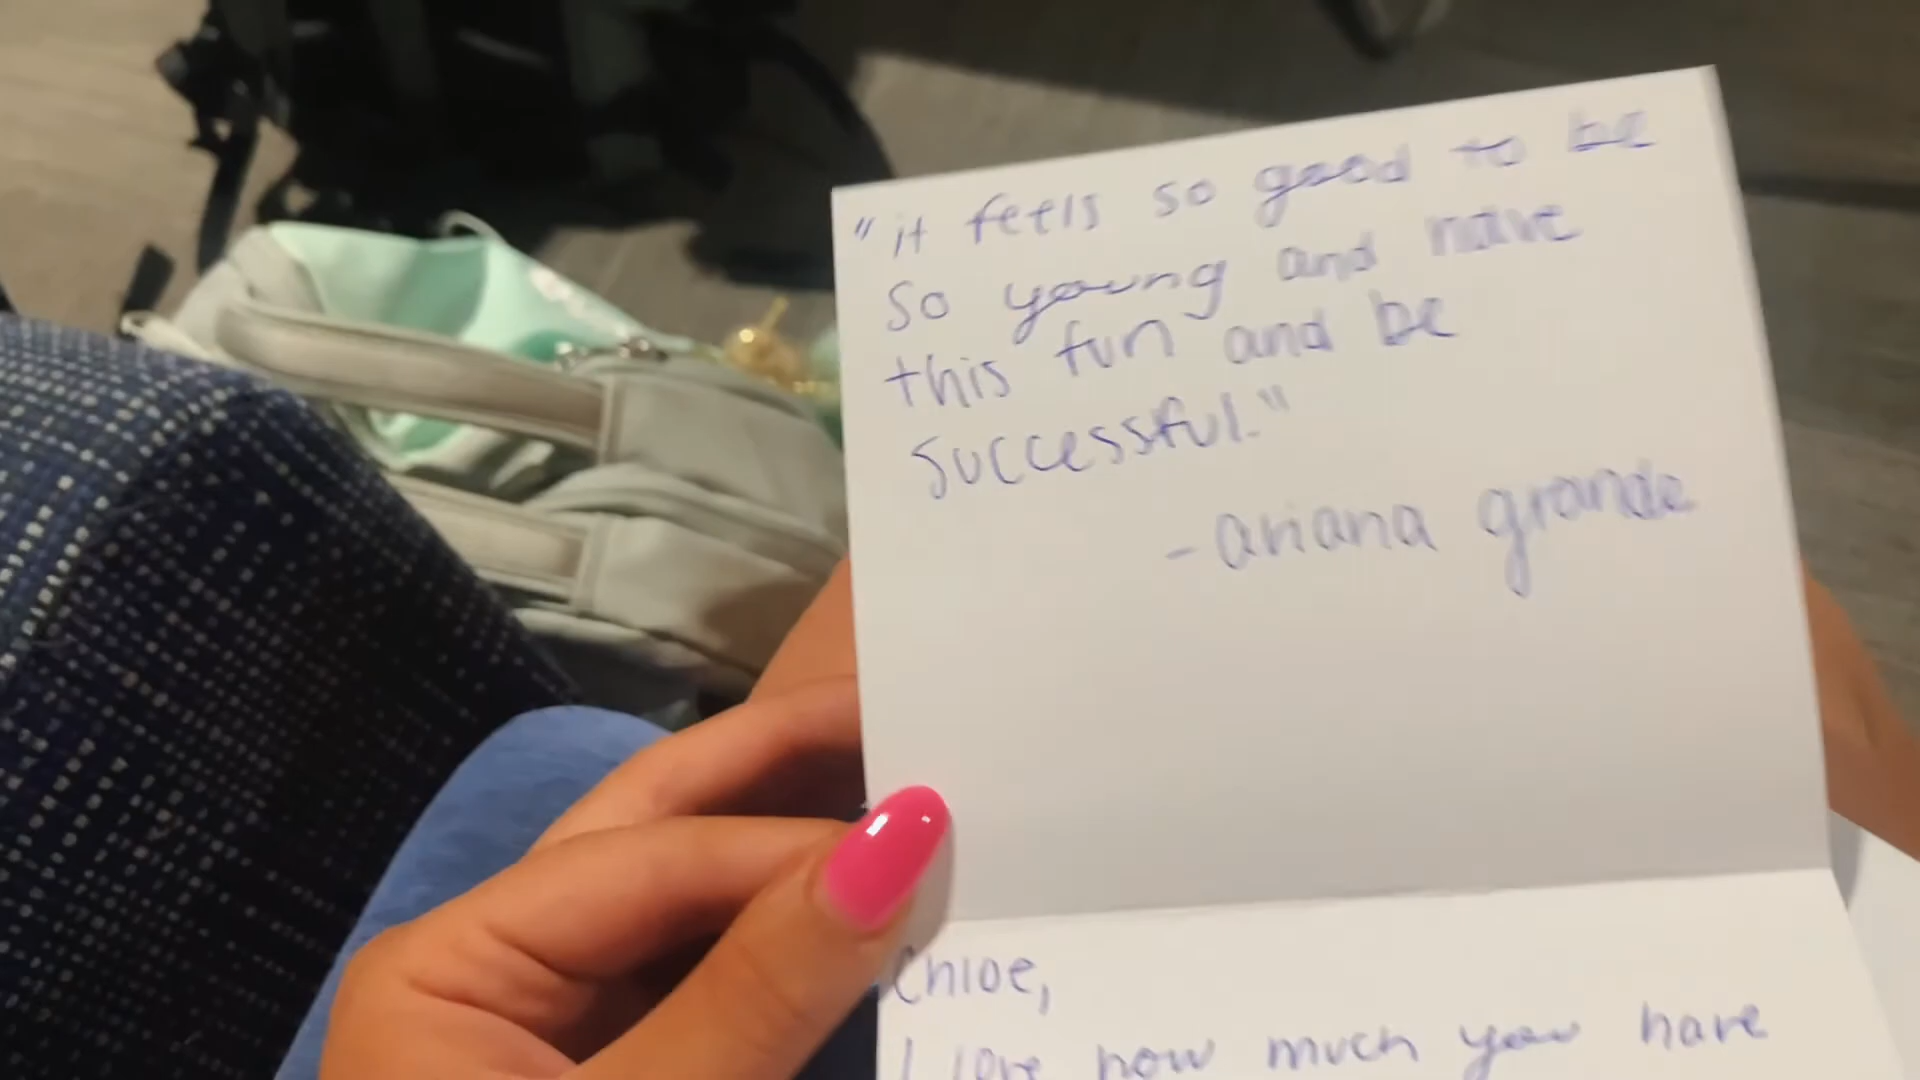 "it feels so good to be
so young and have
this fun and be
successful."
-ariana grande
Chloe,
I love how much you have